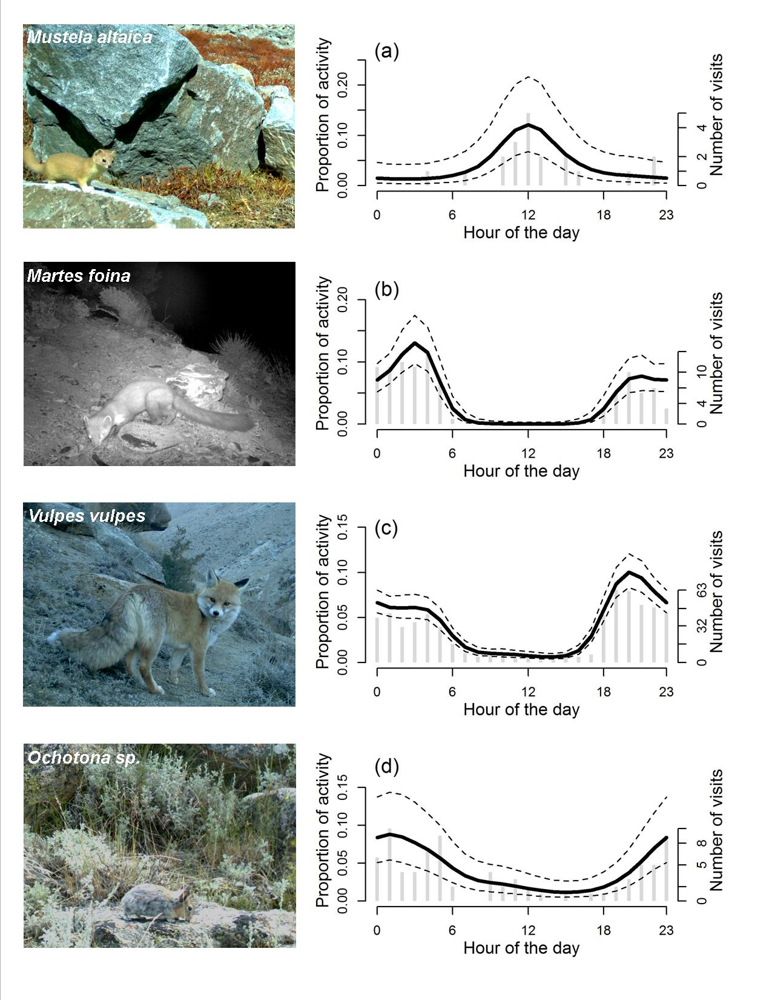 Mustela altaica
(a)
Proportion of activity
0.00 0.10 0.20
Number of visits
0 2 4
0 6 12 18 23
Hour of the day
Martes foina
(b)
Proportion of activity
0.00 0.10 0.20
Number of visits
0 4 10
0 6 12 18 23
Hour of the day
Vulpes vulpes
(c)
Proportion of activity
0.00 0.05 0.10 0.15
Number of visits
0 32 63
0 6 12 18 23
Hour of the day
Ochotona sp.
(d)
Proportion of activity
0.00 0.05 0.10 0.15
Number of visits
0 5 8
0 6 12 18 23
Hour of the day